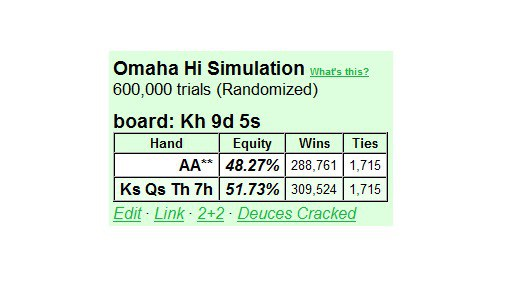 Omaha Hi Simulation What's this?
600,000 trials (Randomized)
board: Kh 9d 5s
Hand Equity Wins Ties
AA** 48.27% 288,761 1,715
Ks Qs Th 7h 51.73% 309,524 1,715
Edit · Link · 2+2 · Deuces Cracked